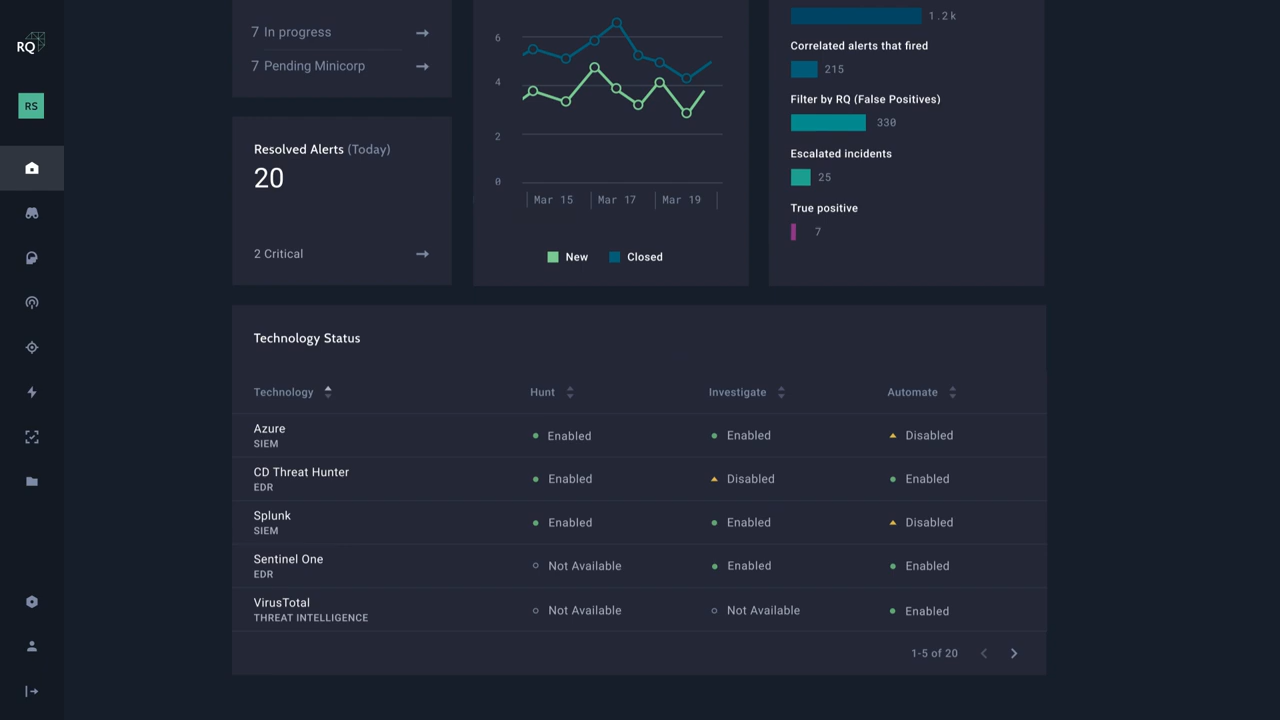 RQ
RS
7 In progress
7 Pending Minicorp
Resolved Alerts (Today)
20
2 Critical
6
4
2
0
Mar 15
Mar 17
Mar 19
New
Closed
1.2k
Correlated alerts that fired
215
Filter by RQ (False Positives)
330
Escalated incidents
25
True positive
7
Technology Status
Technology Hunt Investigate Automate
Azure
SIEM
Enabled Enabled Disabled
CD Threat Hunter
EDR
Enabled Disabled Enabled
Splunk
SIEM
Enabled Enabled Disabled
Sentinel One
EDR
Not Available Enabled Enabled
VirusTotal
THREAT INTELLIGENCE
Not Available Not Available Enabled
1-5 of 20